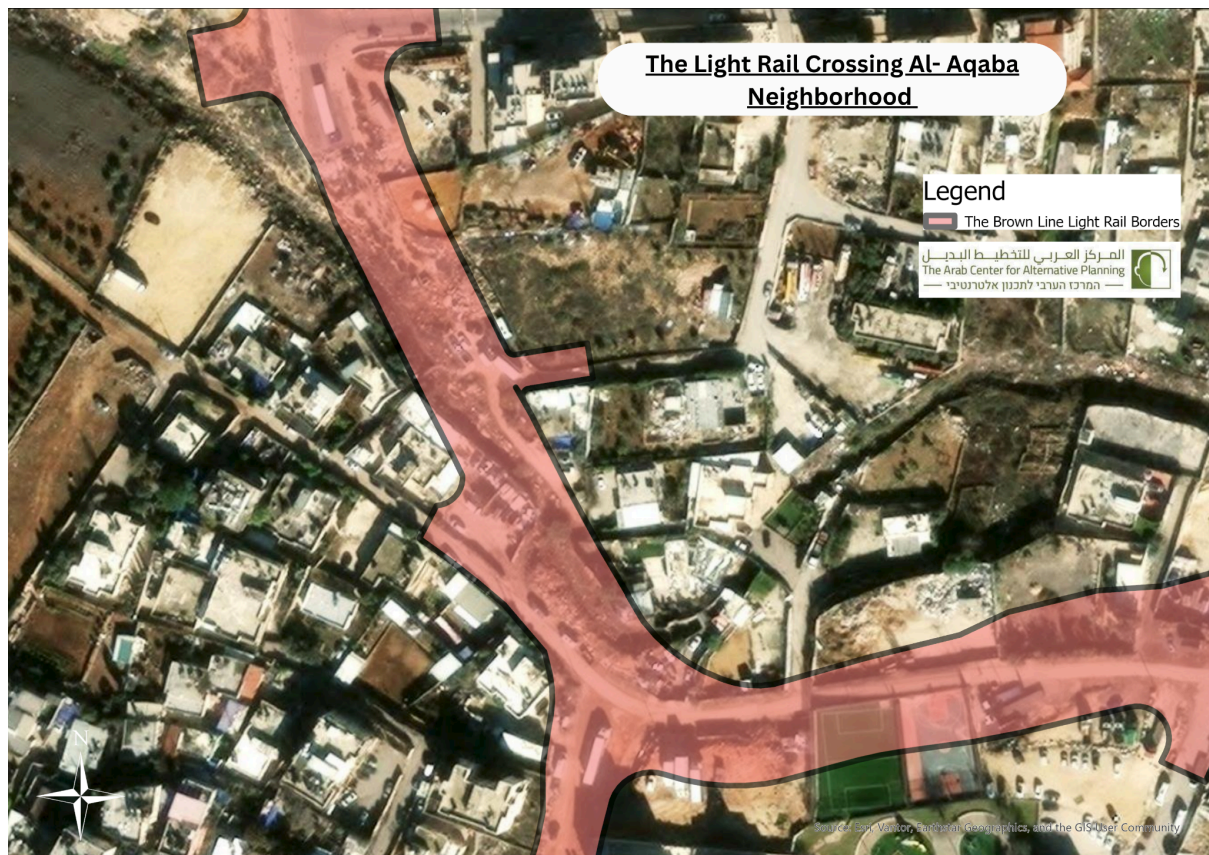 The Light Rail Crossing Al- Aqaba
Neighborhood
Legend
The Brown Line Light Rail Borders
المركز العربي للتخطيط البديل
The Arab Center for Alternative Planning
המרכז הערבי לתכנון אלטרנטיבי
N
Source: Esri, Vantor, Earthstar Geographics, and the GIS User Community